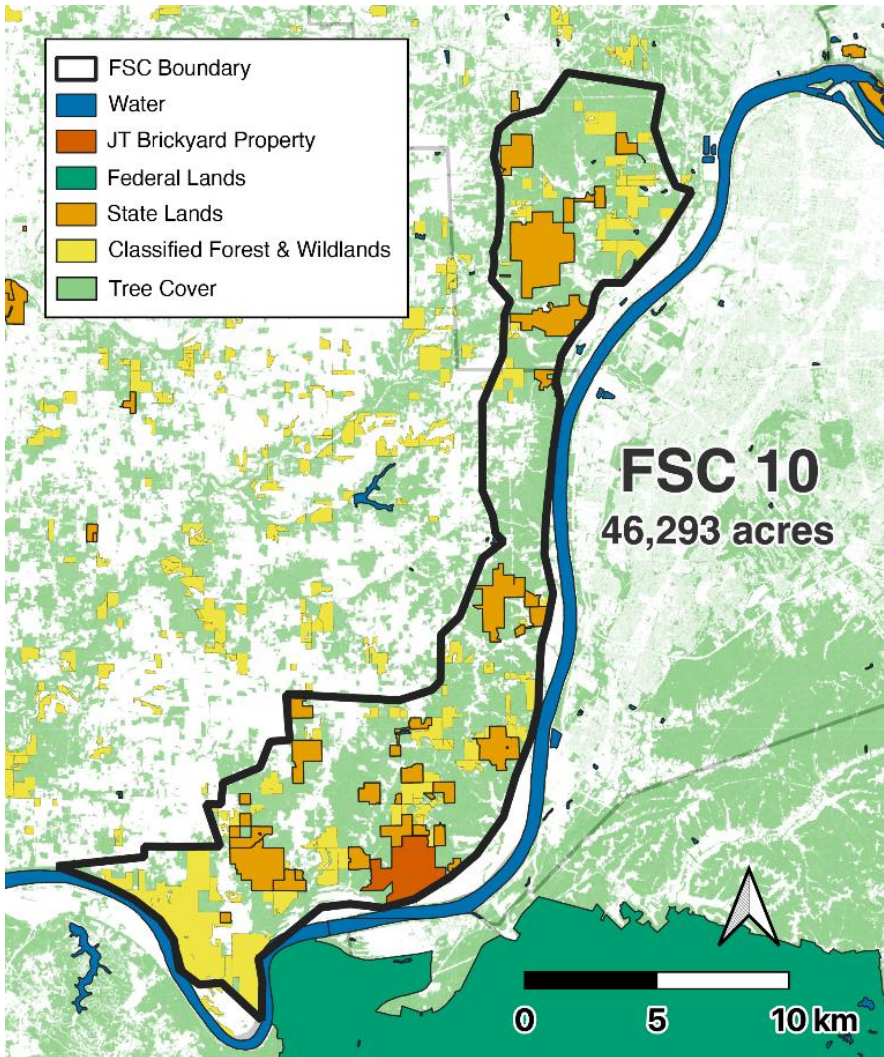 FSC Boundary
Water
JT Brickyard Property
Federal Lands
State Lands
Classified Forest & Wildlands
Tree Cover
FSC 10
46,293 acres
0 5 10 km